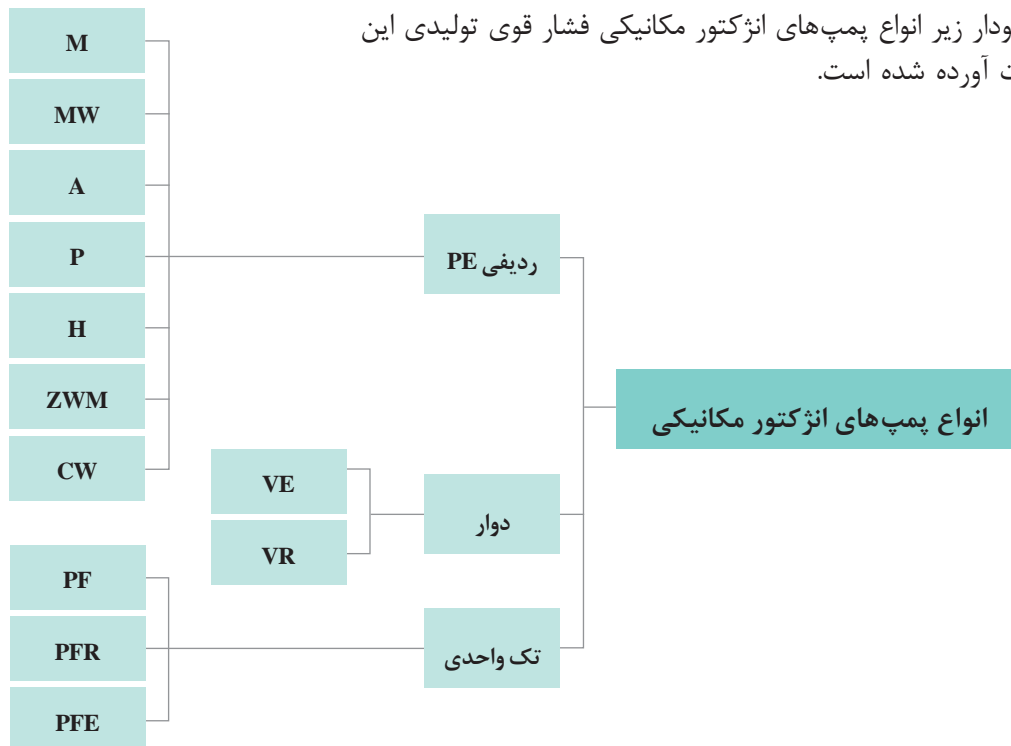 زیر انواع پمپ‌های انژکتور مکانیکی فشار قوی تولیدی این
آورده شده است.
M
MW
A
P
H
ZWM
CW
ردیفی PE
انواع پمپ‌های انژکتور مکانیکی
VE
VR
دوار
PF
PFR
PFE
تک واحدی